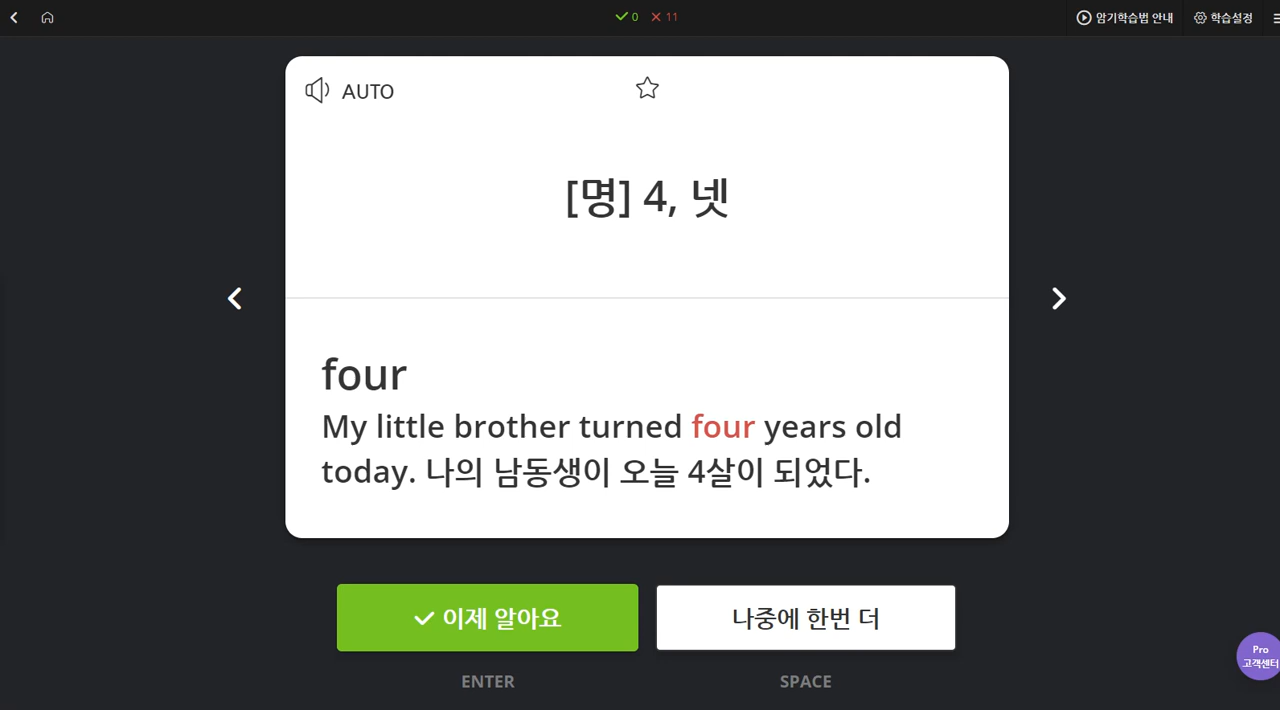 0 11
암기학습법 안내 학습설정
AUTO
[명] 4, 넷
four
My little brother turned four years old
today. 나의 남동생이 오늘 4살이 되었다.
이제 알아요 나중에 한번 더
ENTER SPACE
Pro
고객센터